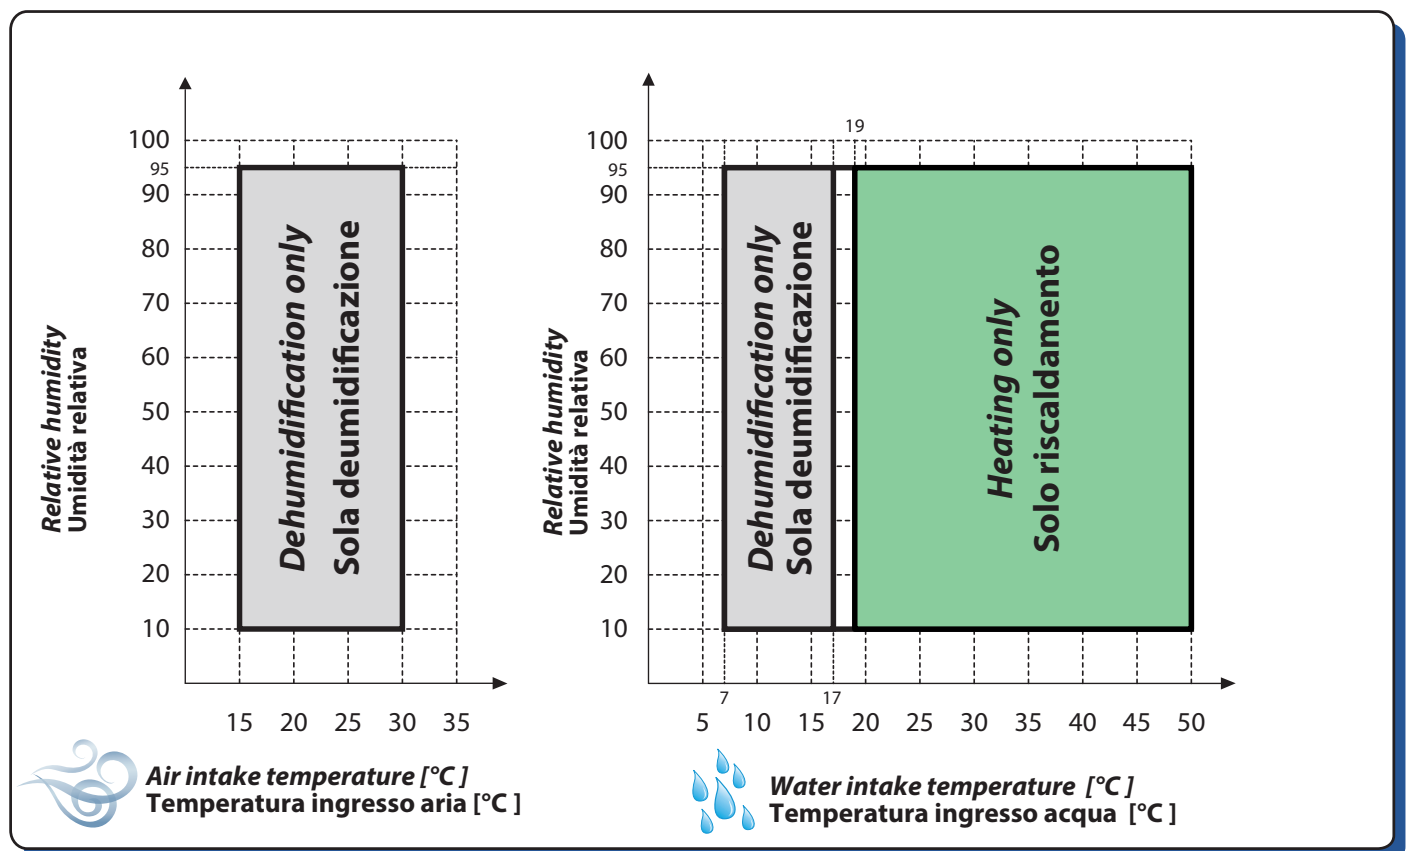 100
95
90
80
70
60
50
40
30
20
10
Relative humidity
Umidità relativa
Dehumidification only
Sola deumidificazione
15 20 25 30 35
Air intake temperature [°C ]
Temperatura ingresso aria [°C ]
19
100
95
90
80
70
60
50
40
30
20
10
Relative humidity
Umidità relativa
Dehumidification only
Sola deumidificazione
Heating only
Solo riscaldamento
7 17
5 10 15 20 25 30 35 40 45 50
Water intake temperature [°C ]
Temperatura ingresso acqua [°C ]